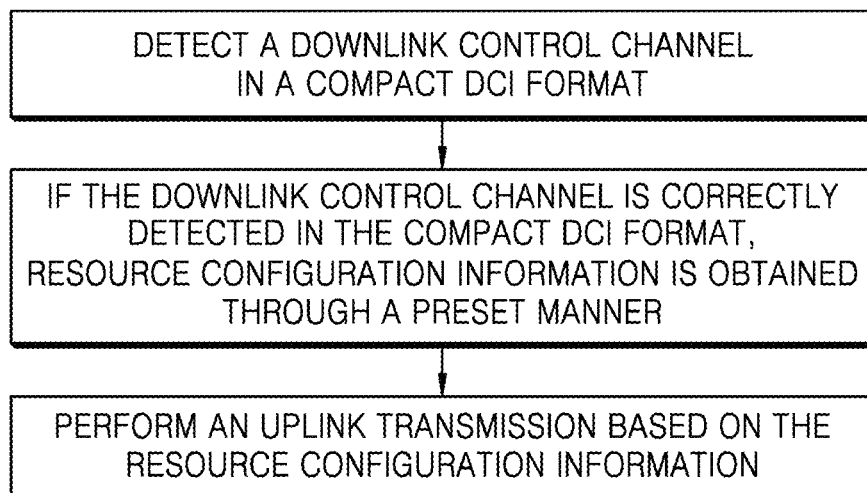 DETECT A DOWNLINK CONTROL CHANNEL
IN A COMPACT DCI FORMAT
IF THE DOWNLINK CONTROL CHANNEL IS CORRECTLY
DETECTED IN THE COMPACT DCI FORMAT,
RESOURCE CONFIGURATION INFORMATION IS OBTAINED
THROUGH A PRESET MANNER
PERFORM AN UPLINK TRANSMISSION BASED ON THE
RESOURCE CONFIGURATION INFORMATION